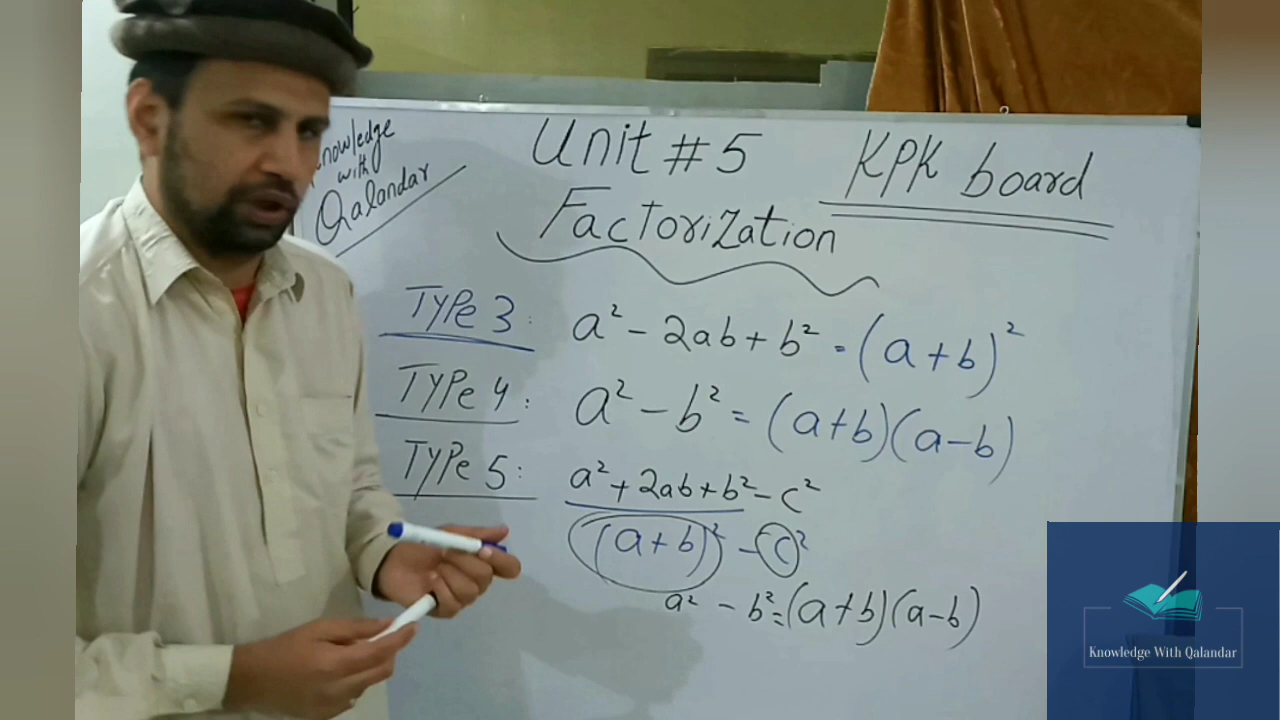 Knowledge
with
Qalandar
Unit # 5
KPK board
Factorization
Type 3:
a² - 2ab + b² = (a + b)²
Type 4:
a² - b² = (a+b)(a-b)
Type 5:
a² + 2ab + b² - c²
(a+b)² - (c)²
a² - b² = (a+b)(a-b)
Knowledge With Qalandar